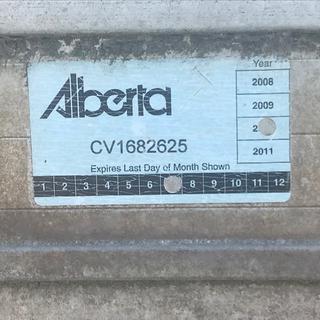 Alberta
Year
2008
2009
2
2011
CV1682625
Expires Last Day of Month Shown
1 2 3 4 5 6 8 9 10 11 12